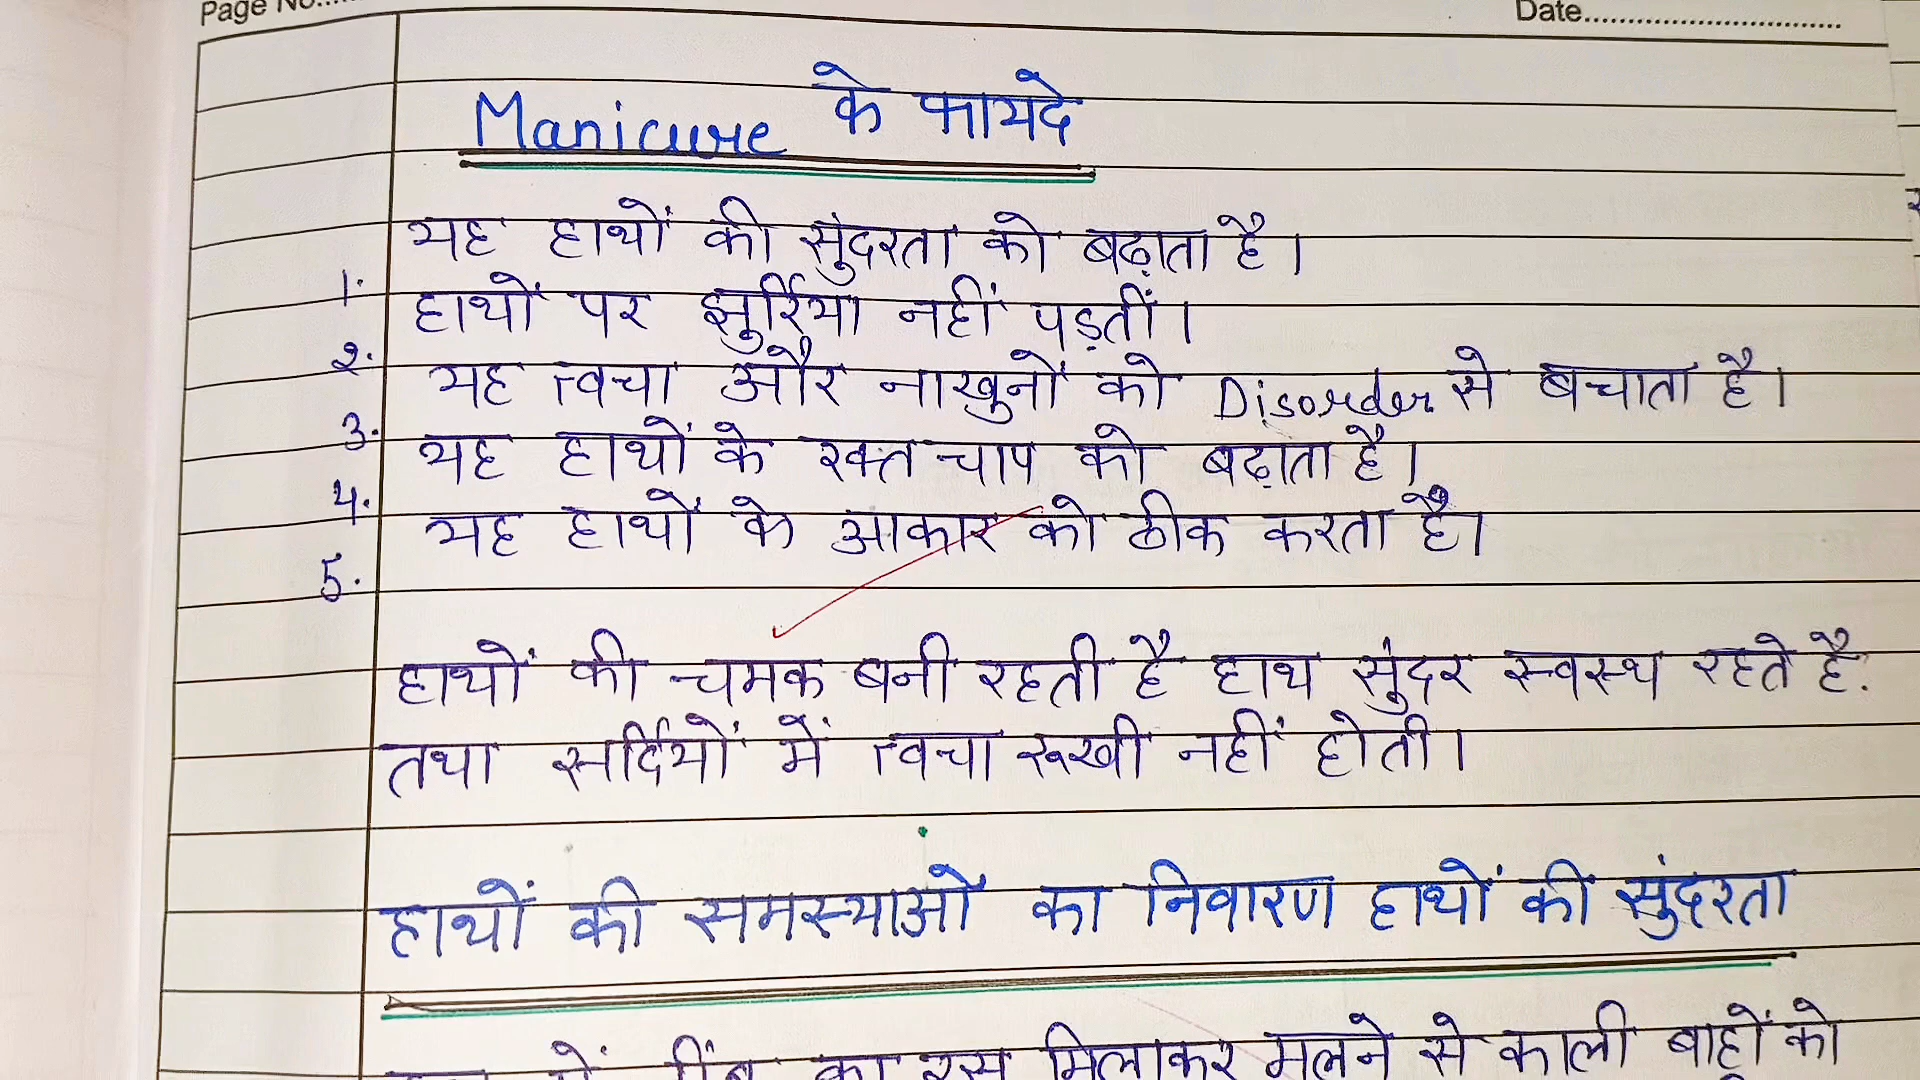 Page No.....
Date..............................
Manicure के फायदे
यह हाथों की सुंदरता को बढ़ाता है।
1. हाथों पर झुर्रिया नहीं पड़तीं।
2. यह त्वचा और नाखुनों को Disorder से बचाता है।
3. यह हाथों के रक्त चाप को बढ़ाता है।
4. यह हाथों के आकार को ठीक करता है।
5.
हाथों की चमक बनी रहती है हाथ सुंदर स्वस्थ रहते है.
तथा सर्दियों में त्वचा रूखी नहीं होती।
हाथों की समस्याओं का निवारण हाथों की सुंदरता
में नींबू का रस मिलाकर मलने से काली बाहों को